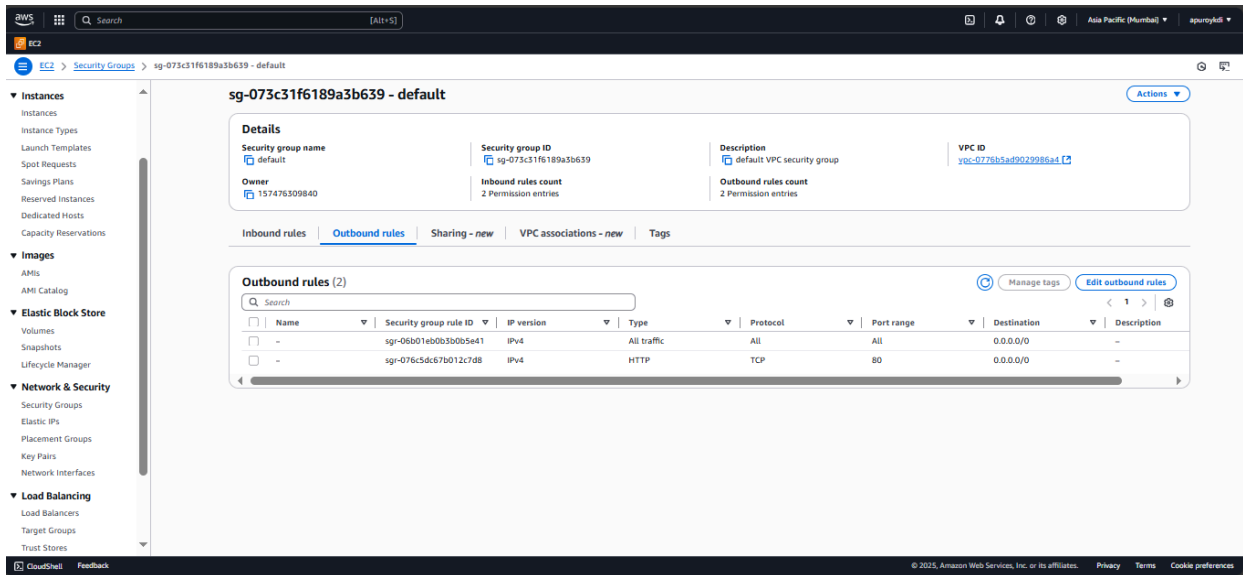 aws Search [Alt+S] Asia Pacific (Mumbai) apuroykdi
EC2
EC2 > Security Groups > sg-073c31f6189a3b639 - default
Instances
Instances
Instance Types
Launch Templates
Spot Requests
Savings Plans
Reserved Instances
Dedicated Hosts
Capacity Reservations
Images
AMIs
AMI Catalog
Elastic Block Store
Volumes
Snapshots
Lifecycle Manager
Network & Security
Security Groups
Elastic IPs
Placement Groups
Key Pairs
Network Interfaces
Load Balancing
Load Balancers
Target Groups
Trust Stores
sg-073c31f6189a3b639 - default Actions
Details
Security group name Security group ID Description VPC ID
default sg-073c31f6189a3b639 default VPC security group vpc-0776b5ad9029986a4
Owner Inbound rules count Outbound rules count
157476309840 2 Permission entries 2 Permission entries
Inbound rules Outbound rules Sharing - new VPC associations - new Tags
Outbound rules (2) Manage tags Edit outbound rules
Search < 1 >
Name Security group rule ID IP version Type Protocol Port range Destination Description
- sgr-06b01eb0b3b0b5e41 IPv4 All traffic All All 0.0.0.0/0 -
- sgr-076c5dc67b012c7d8 IPv4 HTTP TCP 80 0.0.0.0/0 -
CloudShell Feedback © 2025, Amazon Web Services, Inc. or its affiliates. Privacy Terms Cookie preferences